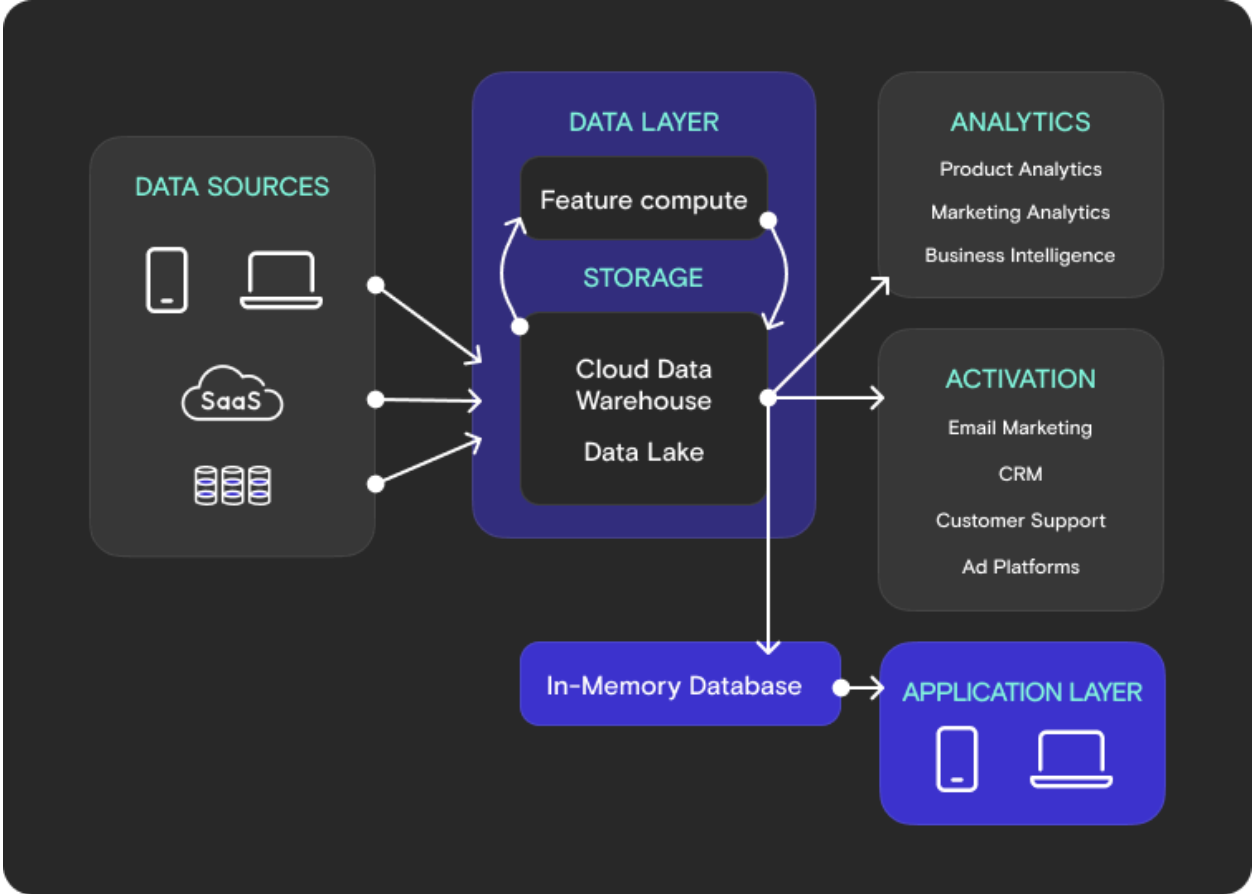 DATA SOURCES
SaaS
DATA LAYER
Feature compute
STORAGE
Cloud Data
Warehouse
Data Lake
ANALYTICS
Product Analytics
Marketing Analytics
Business Intelligence
ACTIVATION
Email Marketing
CRM
Customer Support
Ad Platforms
In-Memory Database
APPLICATION LAYER